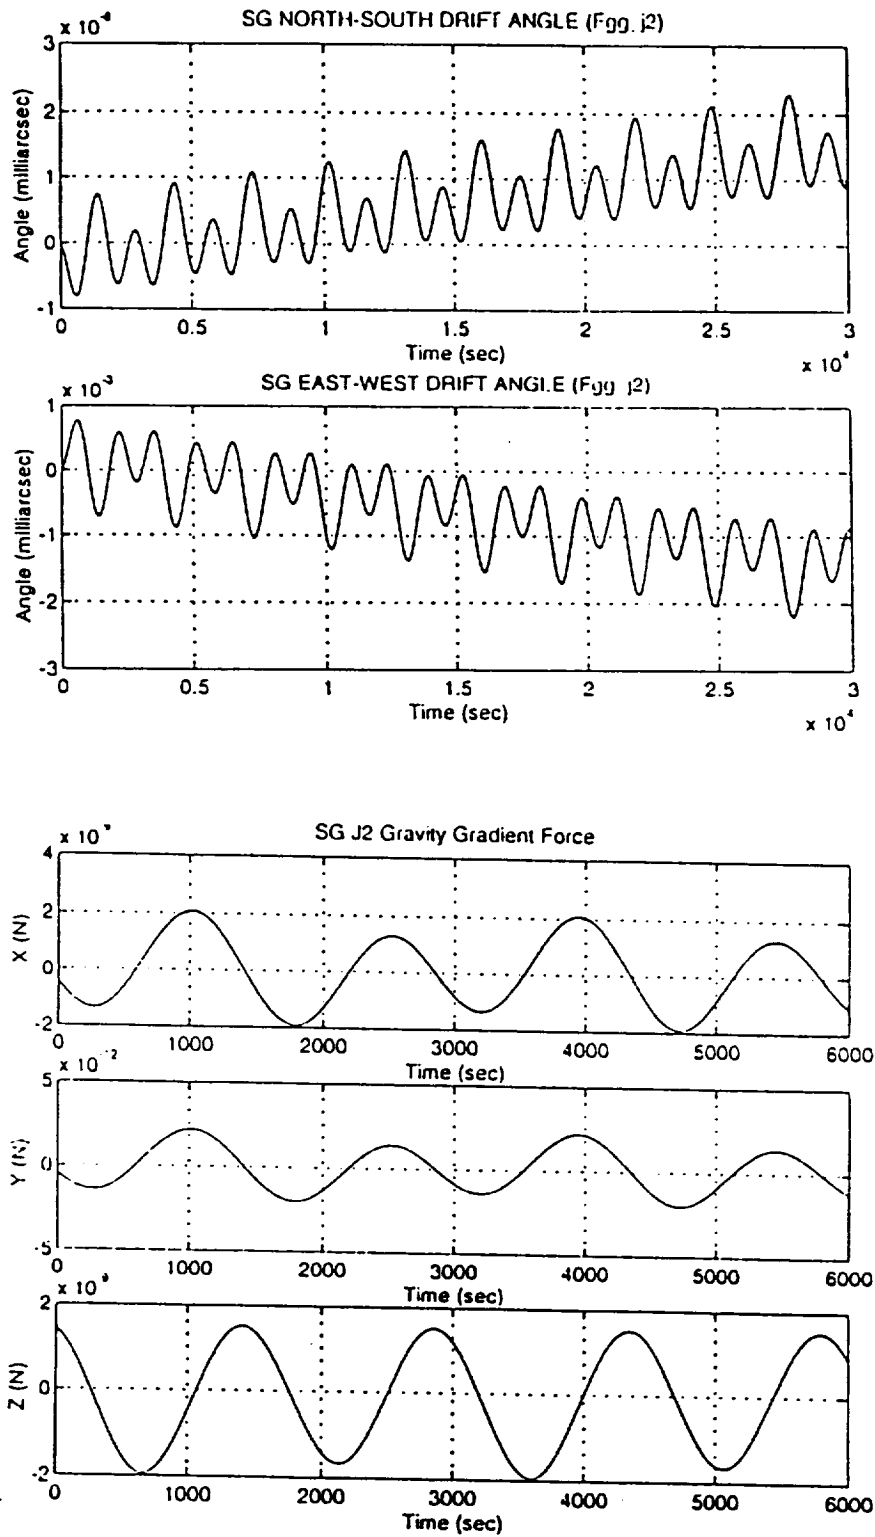 SG NORTH-SOUTH DRIFT ANGLE (Fgg, j2)
x 10
3
2
1
0
-1
Angle (milliarcsec)
0 0.5 1 1.5 2 2.5 3
Time (sec)
x 10⁴
SG EAST-WEST DRIFT ANGLE (Fgg j2)
x 10⁻³
1
0
-1
-2
-3
Angle (milliarcsec)
0 0.5 1 1.5 2 2.5 3
Time (sec)
x 10⁴
SG J2 Gravity Gradient Force
x 10
4
2
0
-2
X (N)
0 1000 2000 3000 4000 5000 6000
Time (sec)
x 10
5
0
-5
Y (N)
0 1000 2000 3000 4000 5000 6000
Time (sec)
x 10
2
0
-2
Z (N)
0 1000 2000 3000 4000 5000 6000
Time (sec)